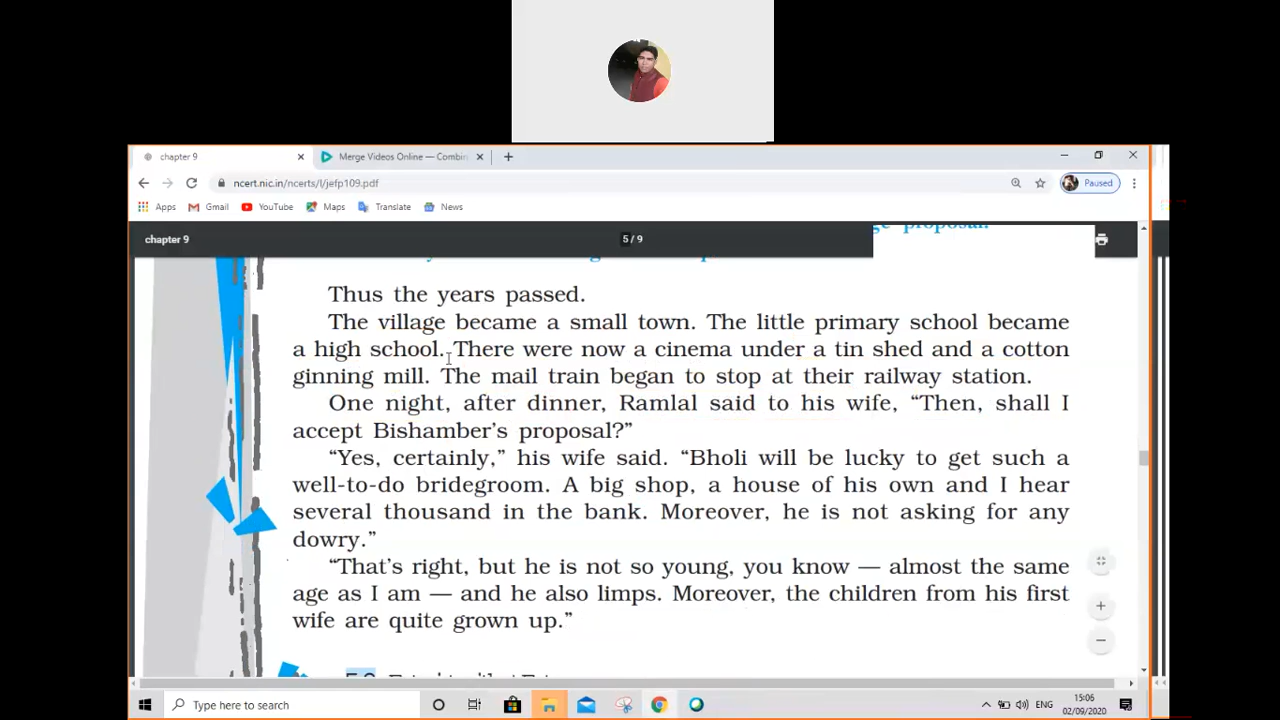 chapter 9
Merge Videos Online — Combin
ncert.nic.in/ncerts/l/jefp109.pdf
Paused
Apps Gmail YouTube Maps Translate News
chapter 9
5 / 9
proposal.
Thus the years passed.
The village became a small town. The little primary school became
a high school. There were now a cinema under a tin shed and a cotton
ginning mill. The mail train began to stop at their railway station.
One night, after dinner, Ramlal said to his wife, “Then, shall I
accept Bishamber’s proposal?”
“Yes, certainly,” his wife said. “Bholi will be lucky to get such a
well-to-do bridegroom. A big shop, a house of his own and I hear
several thousand in the bank. Moreover, he is not asking for any
dowry.”
“That’s right, but he is not so young, you know — almost the same
age as I am — and he also limps. Moreover, the children from his first
wife are quite grown up.”
Type here to search
ENG
15:06
02/09/2020